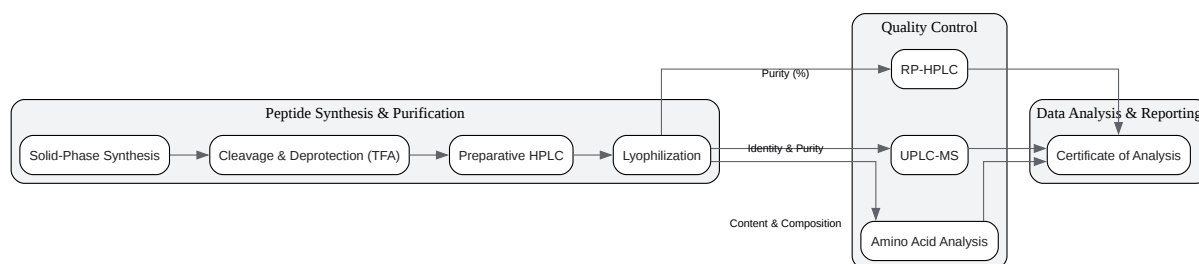 Quality Control
Purity (%)
RP-HPLC
Peptide Synthesis & Purification
Data Analysis & Reporting
Solid-Phase Synthesis
Cleavage & Deprotection (TFA)
Preparative HPLC
Lyophilization
Identity & Purity
UPLC-MS
Certificate of Analysis
Content & Composition
Amino Acid Analysis